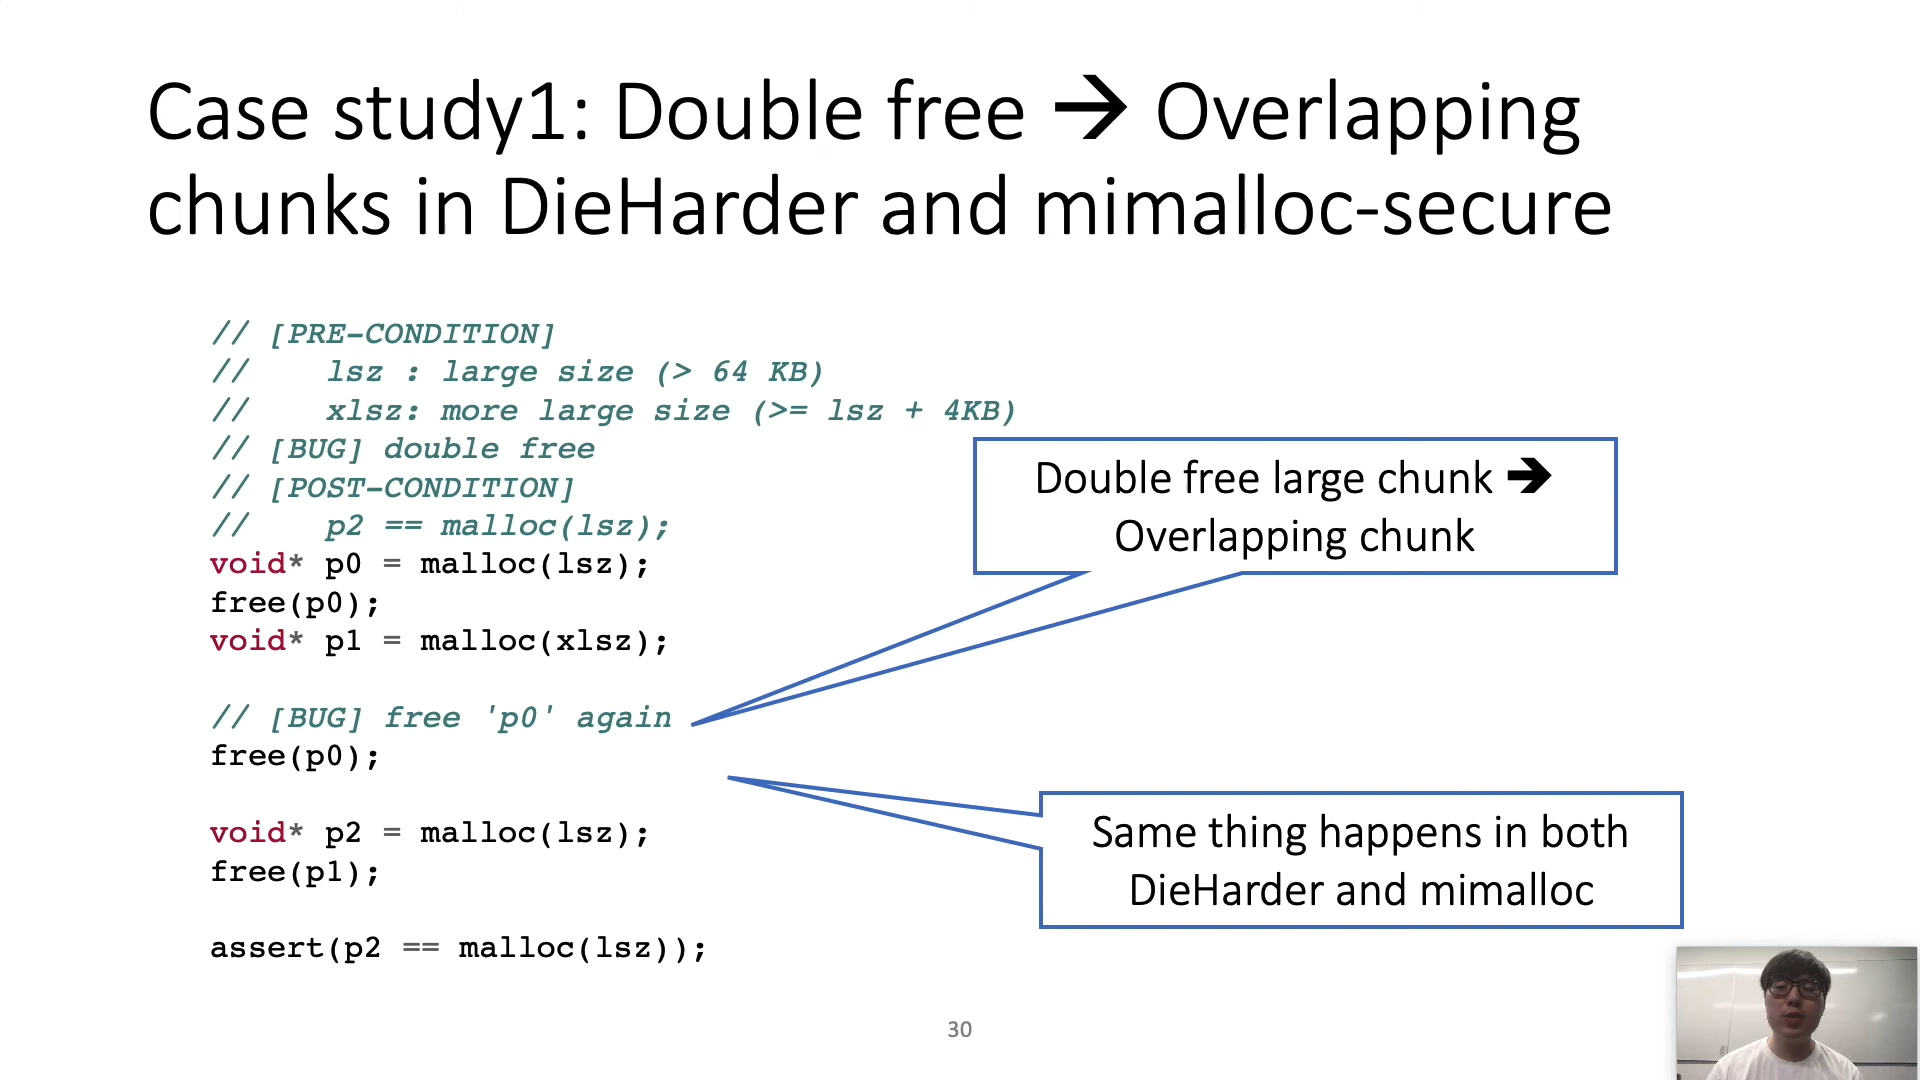 Case study1: Double free → Overlapping
chunks in DieHarder and mimalloc-secure
// [PRE-CONDITION]
//    lsz : large size (> 64 KB)
//    xlsz: more large size (>= lsz + 4KB)
// [BUG] double free
// [POST-CONDITION]
//    p2 == malloc(lsz);
void* p0 = malloc(lsz);
free(p0);
void* p1 = malloc(xlsz);
// [BUG] free 'p0' again
free(p0);
void* p2 = malloc(lsz);
free(p1);
assert(p2 == malloc(lsz));
Double free large chunk →
Overlapping chunk
Same thing happens in both
DieHarder and mimalloc
30